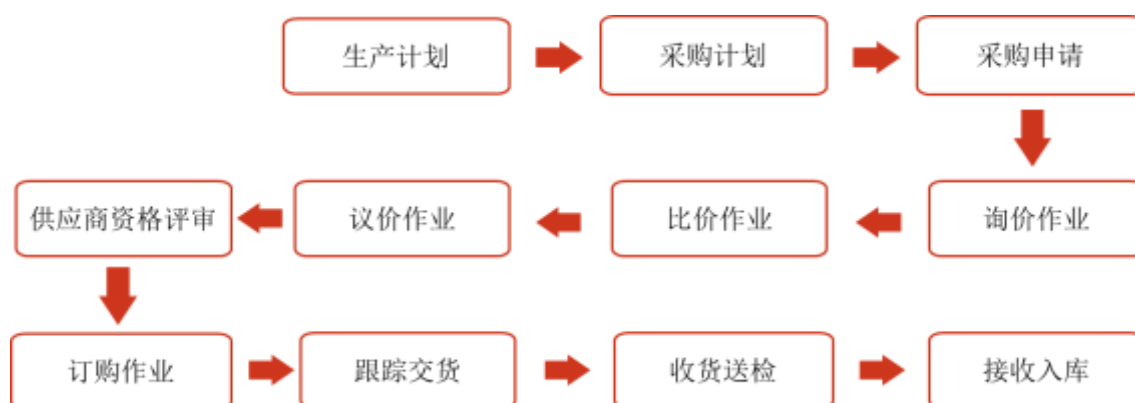 生产计划
采购计划
采购申请
询价作业
比价作业
议价作业
供应商资格评审
订购作业
跟踪交货
收货送检
接收入库